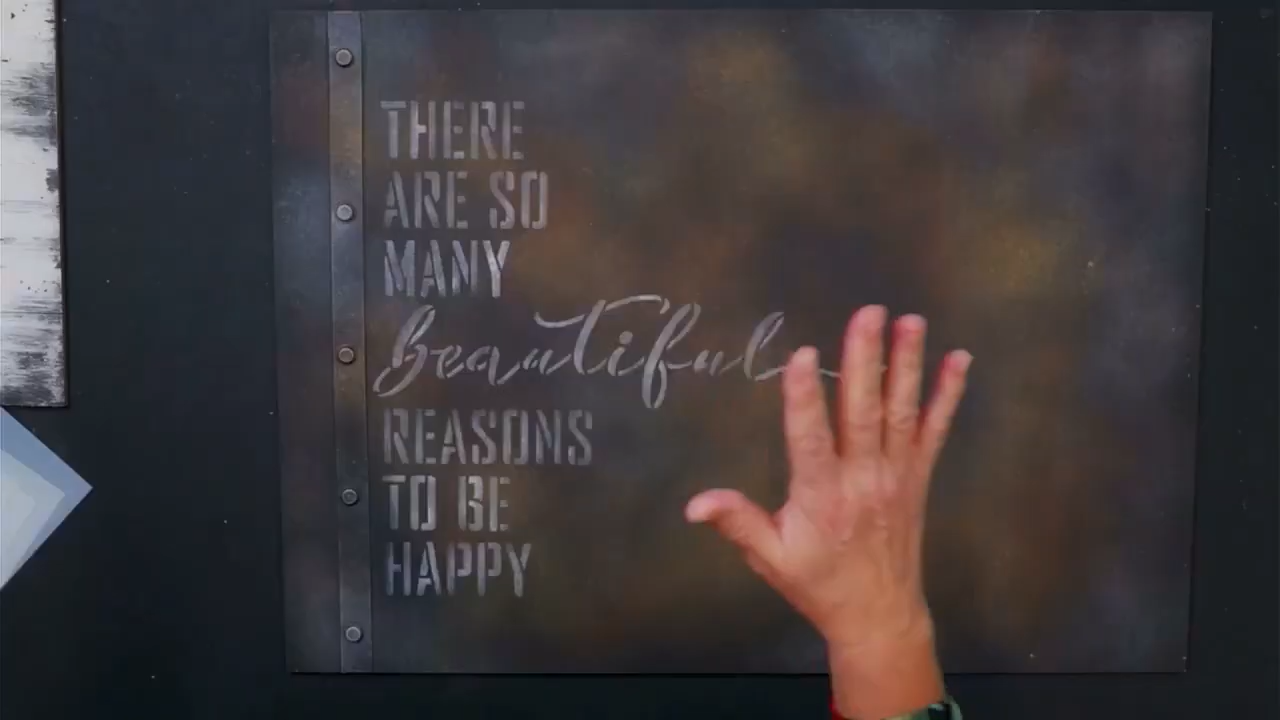 THERE
ARE SO
MANY
Beautiful
REASONS
TO BE
HAPPY